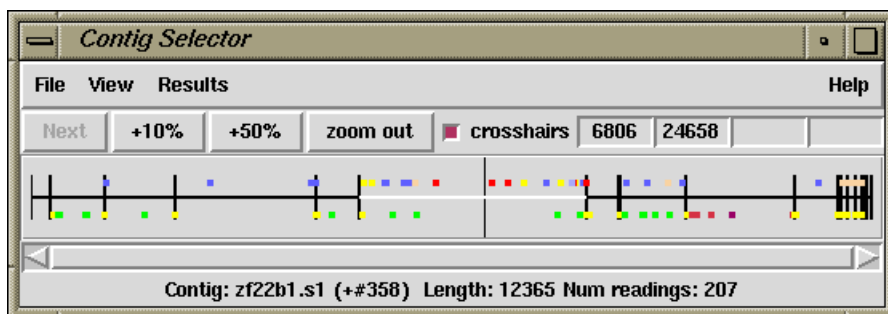 Contig Selector
File View Results Help
Next +10% +50% zoom out crosshairs 6806 24658
Contig: zf22b1.s1 (+#358) Length: 12365 Num readings: 207